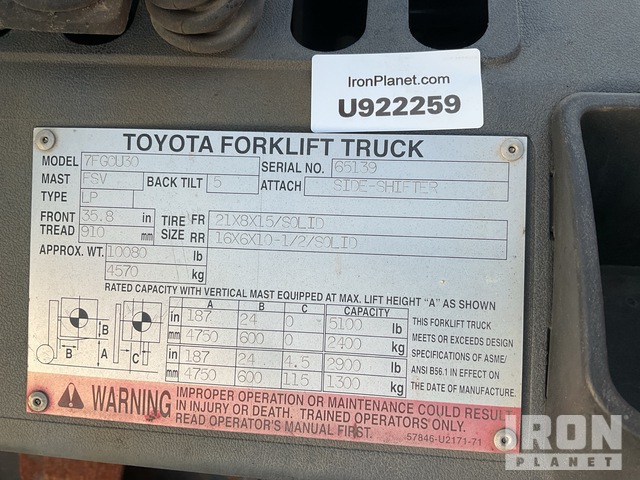 IronPlanet.com
U922259
TOYOTA FORKLIFT TRUCK
MODEL 7FGCU30 SERIAL NO. 65139
MAST FSV BACK TILT 5 ATTACH SIDE-SHIFTER
TYPE LP
FRONT TREAD 35.8 in 910 mm
TIRE SIZE FR 21X8X15/SOLID
RR 16X6X10-1/2/SOLID
APPROX. WT. 10080 lb
4570 kg
RATED CAPACITY WITH VERTICAL MAST EQUIPPED AT MAX. LIFT HEIGHT "A" AS SHOWN
A B C CAPACITY
in 187 24 0 5100 lb
mm 4750 600 0 2400 kg
in 187 24 4.5 2900 lb
mm 4750 600 115 1300 kg
B
A
B C
THIS FORKLIFT TRUCK
MEETS OR EXCEEDS DESIGN
SPECIFICATIONS OF ASME/
ANSI B56.1 IN EFFECT ON
THE DATE OF MANUFACTURE.
WARNING
IMPROPER OPERATION OR MAINTENANCE COULD RESULT
IN INJURY OR DEATH. TRAINED OPERATORS ONLY.
READ OPERATOR'S MANUAL FIRST.
57846-U2171-71
IRON
PLANET